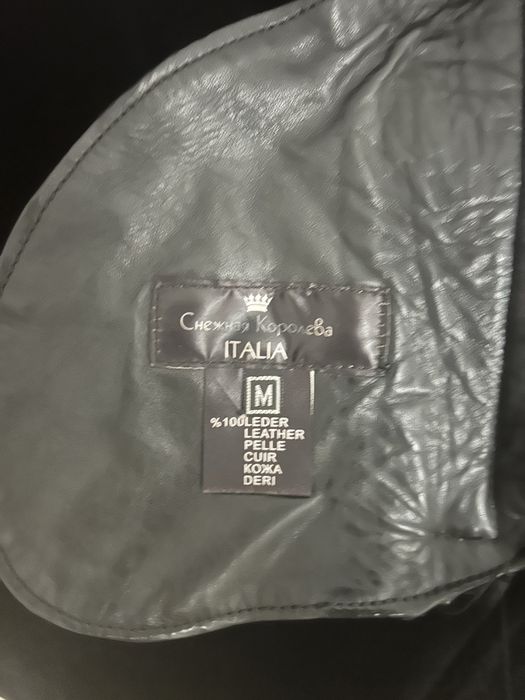 Снежная Королева
ITALIA
M
%100LEDER
LEATHER
PELLE
CUIR
КОЖА
DERI